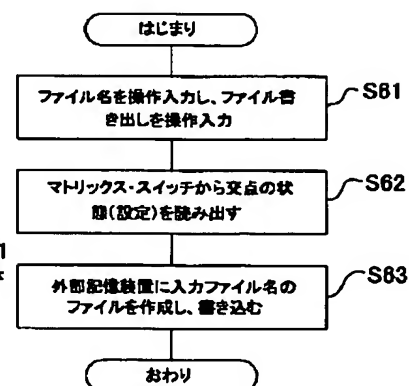 はじまり
ファイル名を操作入力し、ファイル書
き出しを操作入力
S61
マトリックス・スイッチから交点の状
態(設定)を読み出す
S62
1
外部記憶装置に入力ファイル名の
ファイルを作成し、書き込む
S63
おわり